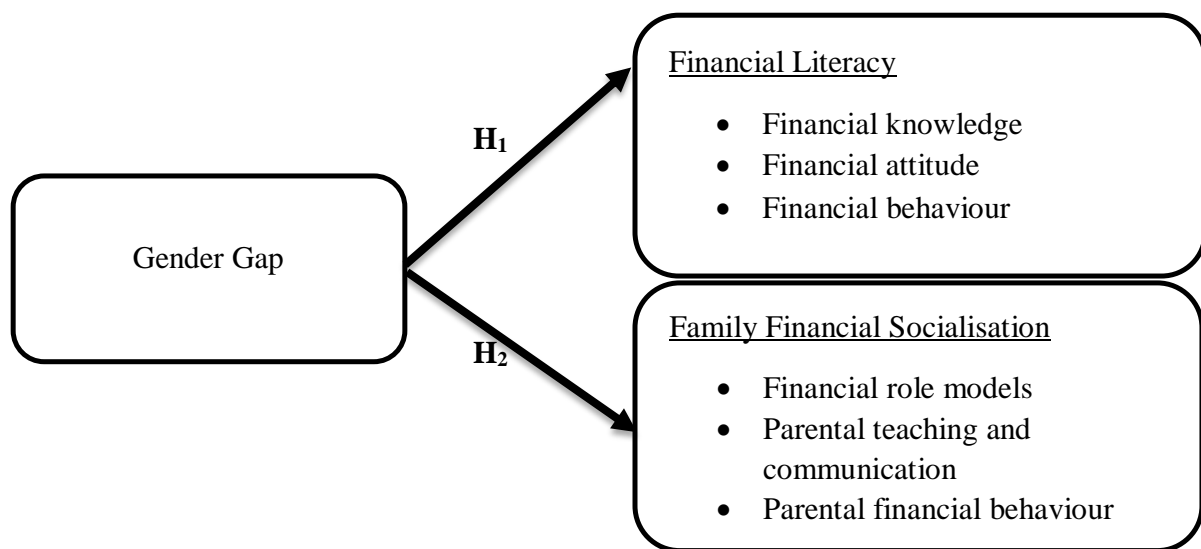 Gender Gap
H₁
H₂
Financial Literacy
• Financial knowledge
• Financial attitude
• Financial behaviour
Family Financial Socialisation
• Financial role models
• Parental teaching and
communication
• Parental financial behaviour